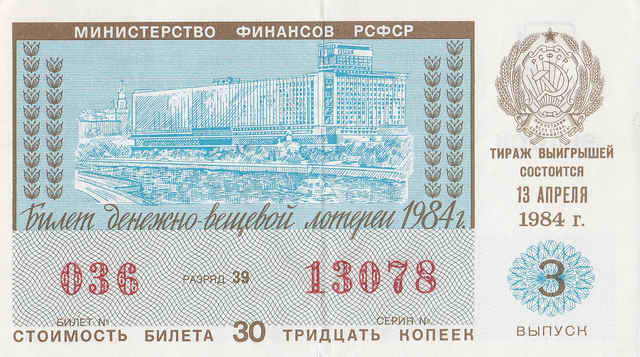 МИНИСТЕРСТВО ФИНАНСОВ РСФСР
РСФСР
ТИРАЖ ВЫИГРЫШЕЙ
СОСТОИТСЯ
13 АПРЕЛЯ
1984 г.
Билет денежно-вещевой лотереи 1984 г.
036 РАЗРЯД 39 13078
БИЛЕТ № СЕРИЯ №
3
ВЫПУСК
СТОИМОСТЬ БИЛЕТА 30 ТРИДЦАТЬ КОПЕЕК